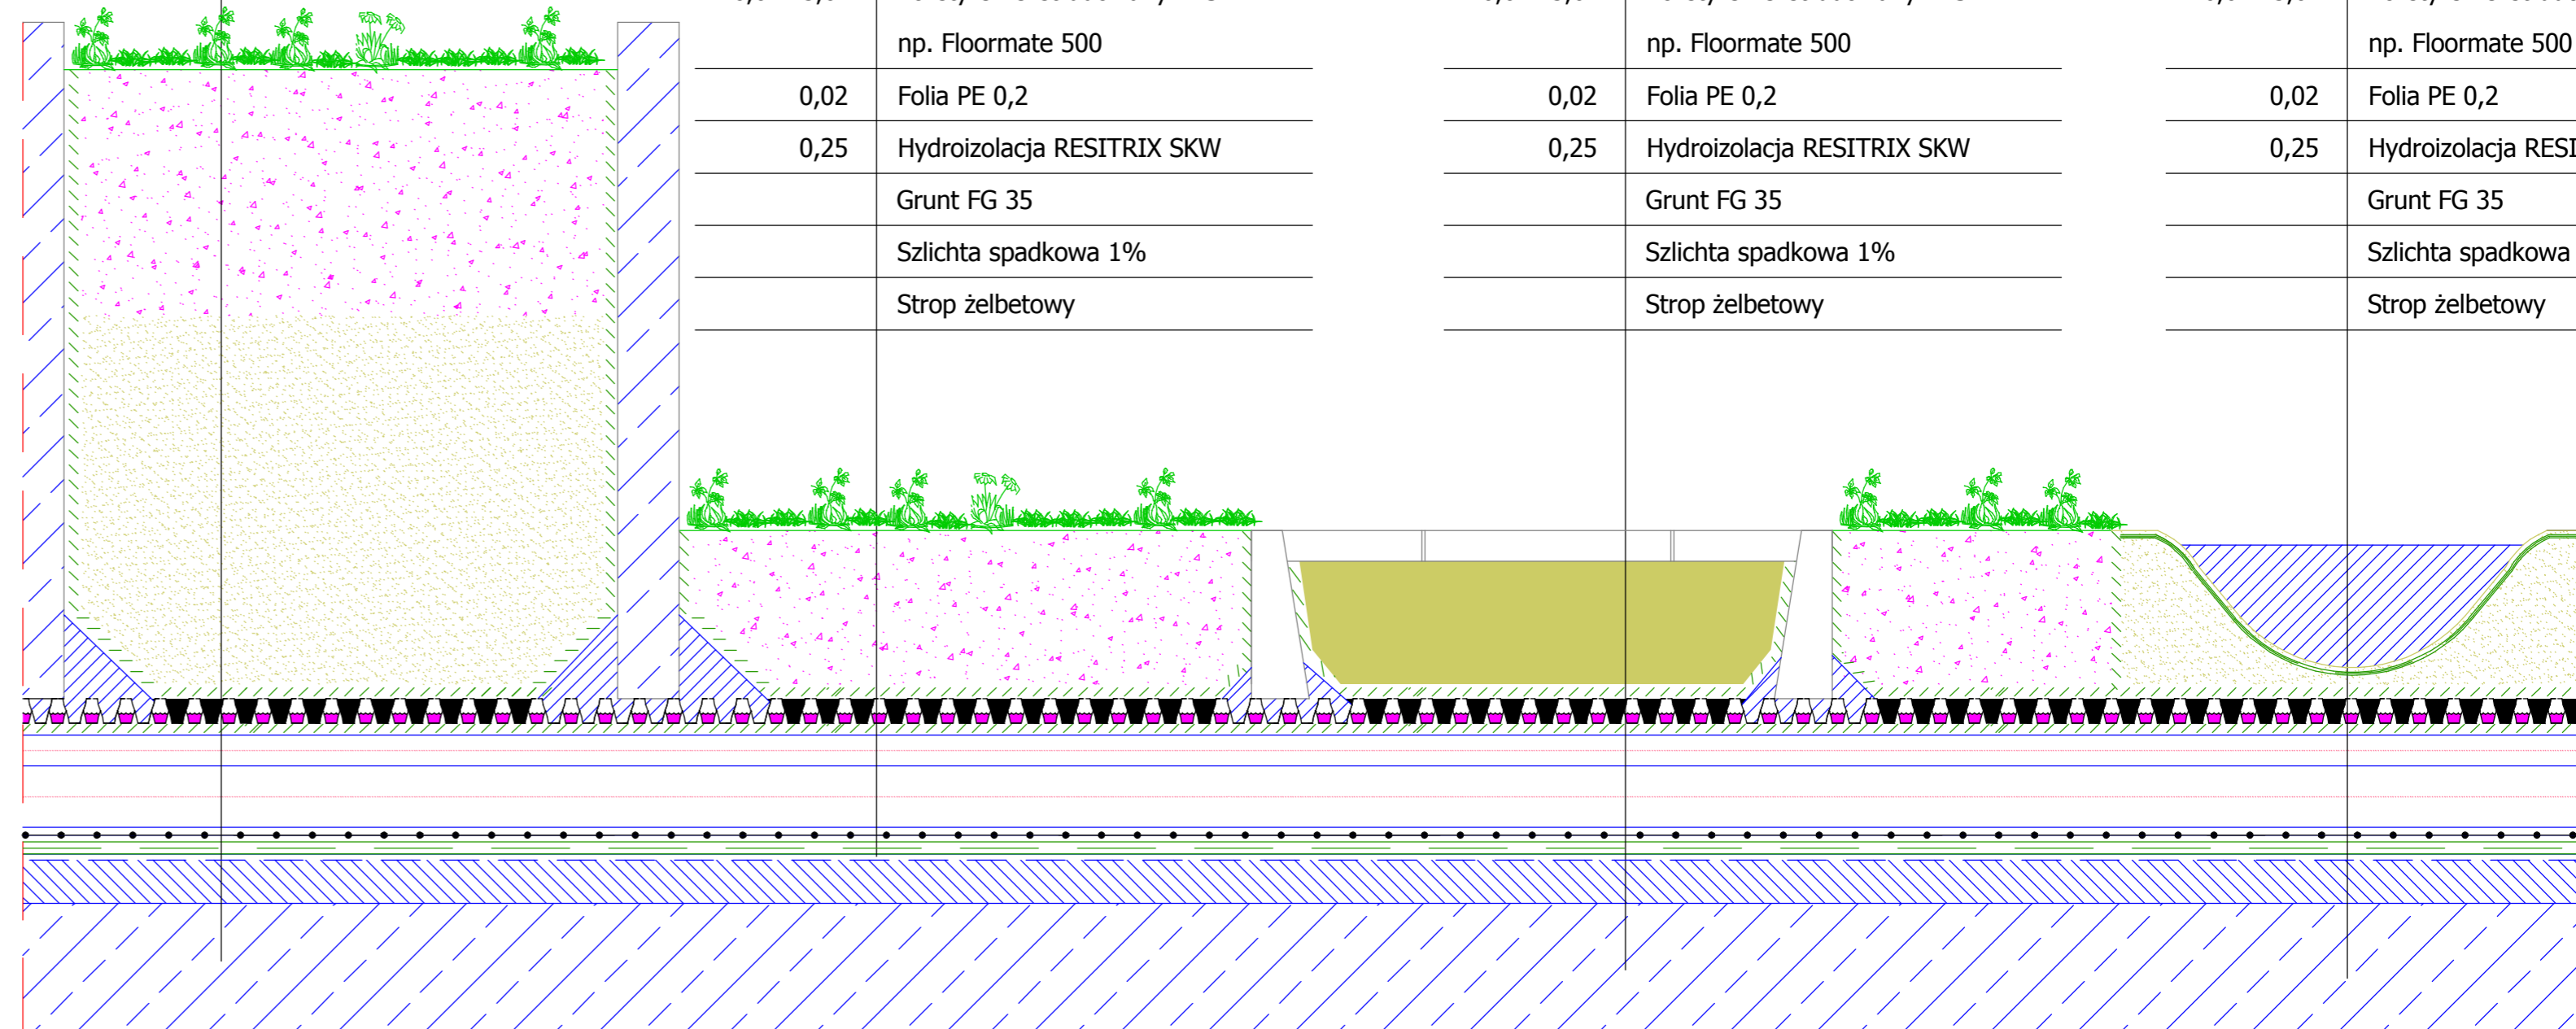 np. Floormate 500
0,02 Folia PE 0,2
0,25 Hydroizolacja RESITRIX SKW
Grunt FG 35
Szlichta spadkowa 1%
Strop żelbetowy
np. Floormate 500
0,02 Folia PE 0,2
0,25 Hydroizolacja RESITRIX SKW
Grunt FG 35
Szlichta spadkowa 1%
Strop żelbetowy
np. Floormate 500
0,02 Folia PE 0,2
0,25 Hydroizolacja RESI
Grunt FG 35
Szlichta spadkowa
Strop żelbetowy